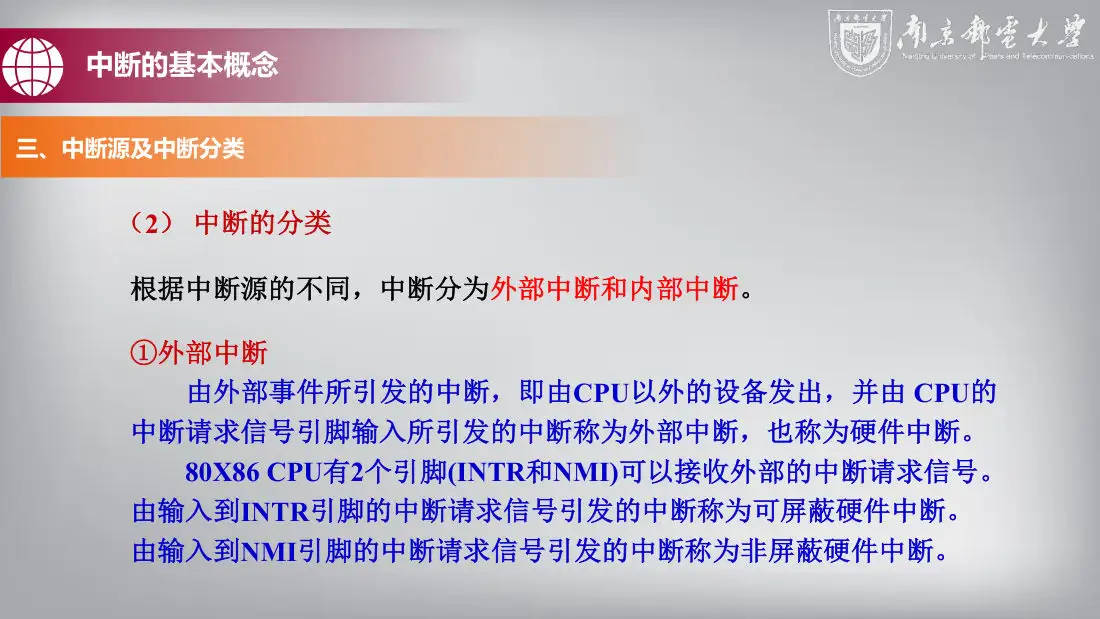 中断的基本概念
南京邮电大学
Nanjing University of Posts and Telecommunications
三、中断源及中断分类
（2） 中断的分类
根据中断源的不同，中断分为外部中断和内部中断。
①外部中断
由外部事件所引发的中断，即由CPU以外的设备发出，并由 CPU的
中断请求信号引脚输入所引发的中断称为外部中断，也称为硬件中断。
80X86 CPU有2个引脚(INTR和NMI)可以接收外部的中断请求信号。
由输入到INTR引脚的中断请求信号引发的中断称为可屏蔽硬件中断。
由输入到NMI引脚的中断请求信号引发的中断称为非屏蔽硬件中断。